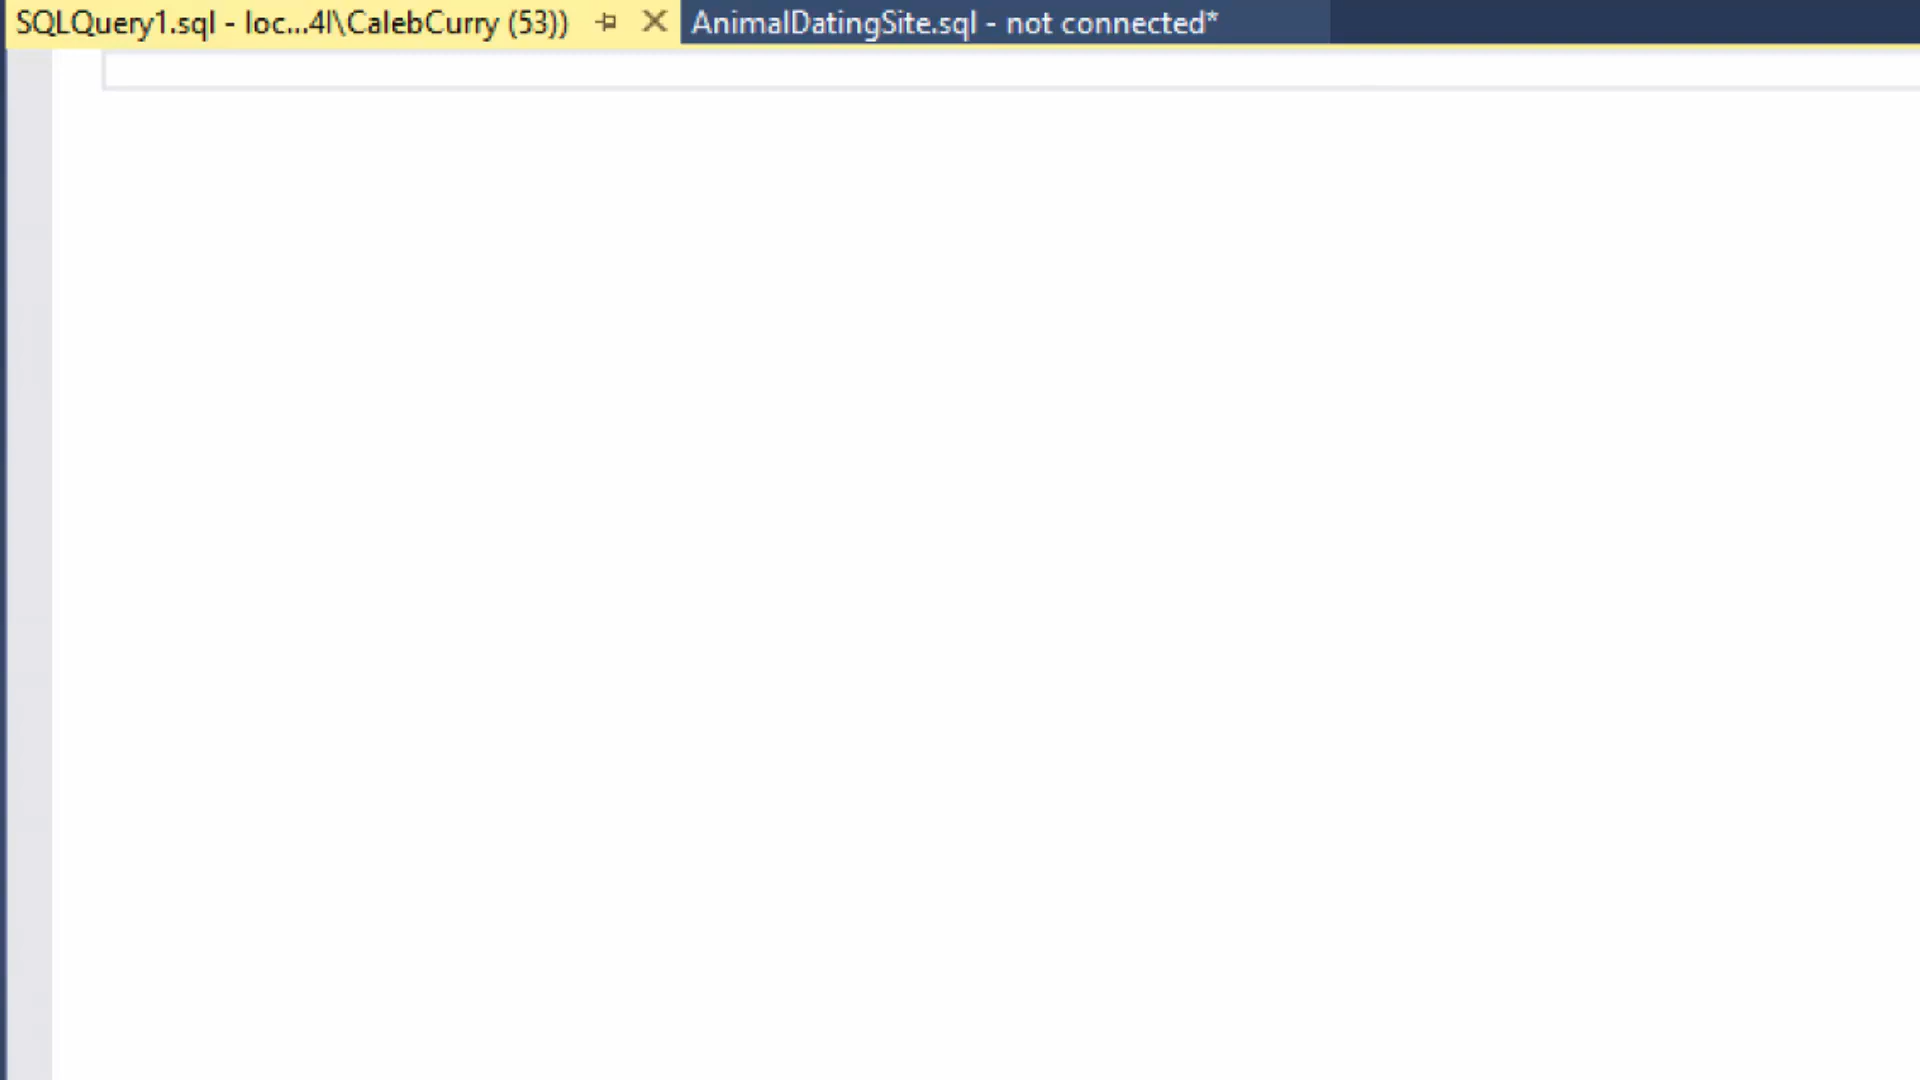 SQLQuery1.sql - loc...4l\CalebCurry (53))
AnimalDatingSite.sql - not connected*